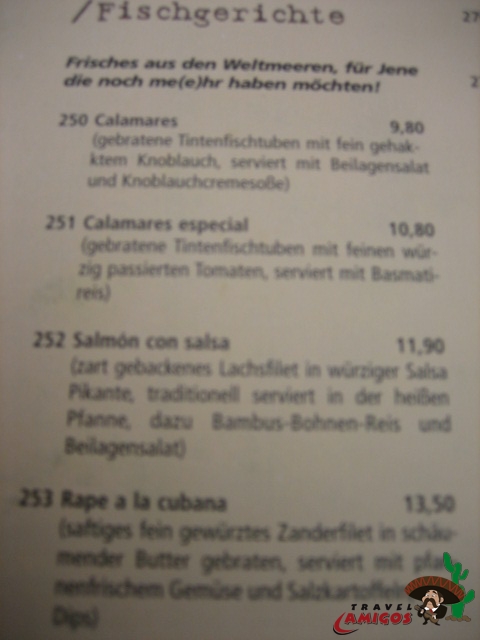 /Fischgerichte
27
Frisches aus den Weltmeeren, für Jene
die noch me(e)hr haben möchten!
2
250 Calamares 9,80
(gebratene Tintenfischtuben mit fein gehak-
ktem Knoblauch, serviert mit Beilagensalat
und Knoblauchcremesoße)
251 Calamares especial 10,80
(gebratene Tintenfischtuben mit feinen wür-
zig passierten Tomaten, serviert mit Basmati-
reis)
252 Salmón con salsa 11,90
(zart gebackenes Lachsfilet in würziger Salsa
Pikante, traditionell serviert in der heißen
Pfanne, dazu Bambus-Bohnen-Reis und
Beilagensalat)
253 Rape a la cubana 13,50
(saftiges fein gewürztes Zanderfilet in schäu-
mender Butter gebraten, serviert mit
nenfrischem Gemüse und Salzkartoffeln
Dips)
TRAVEL
AMIGOS